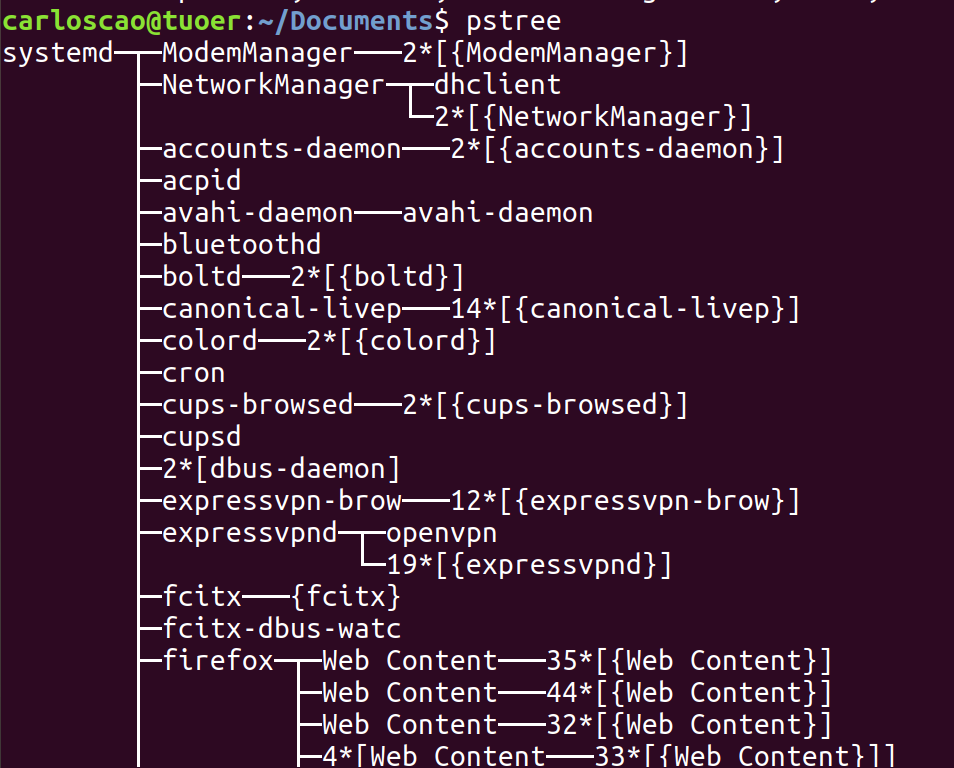 carloscao@tuoer:~/Documents$ pstree
systemd─┬─ModemManager───2*[{ModemManager}]
        ├─NetworkManager─┬─dhclient
        │                └─2*[{NetworkManager}]
        ├─accounts-daemon───2*[{accounts-daemon}]
        ├─acpid
        ├─avahi-daemon───avahi-daemon
        ├─bluetoothd
        ├─boltd───2*[{boltd}]
        ├─canonical-livep───14*[{canonical-livep}]
        ├─colord───2*[{colord}]
        ├─cron
        ├─cups-browsed───2*[{cups-browsed}]
        ├─cupsd
        ├─2*[dbus-daemon]
        ├─expressvpn-brow───12*[{expressvpn-brow}]
        ├─expressvpnd─┬─openvpn
        │             └─19*[{expressvpnd}]
        ├─fcitx───{fcitx}
        ├─fcitx-dbus-watc
        ├─firefox─┬─Web Content───35*[{Web Content}]
        │         ├─Web Content───44*[{Web Content}]
        │         ├─Web Content───32*[{Web Content}]
        │         ├─4*[Web Content───33*[{Web Content}]]